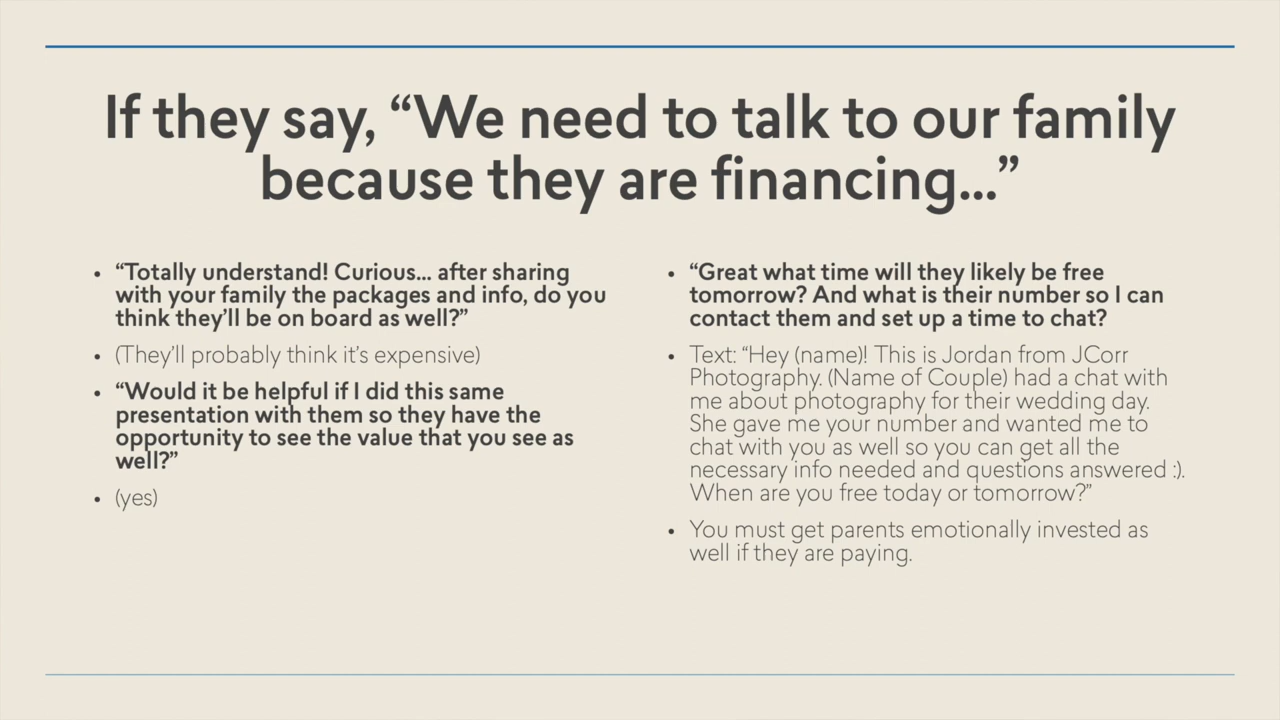 If they say, “We need to talk to our family
because they are financing...”
• “Totally understand! Curious... after sharing
with your family the packages and info, do you
think they’ll be on board as well?”
• (They’ll probably think it’s expensive)
• “Would it be helpful if I did this same
presentation with them so they have the
opportunity to see the value that you see as
well?”
• (yes)
• “Great what time will they likely be free
tomorrow? And what is their number so I can
contact them and set up a time to chat?
• Text: “Hey (name)! This is Jordan from JCorr
Photography. (Name of Couple) had a chat with
me about photography for their wedding day.
She gave me your number and wanted me to
chat with you as well so you can get all the
necessary info needed and questions answered :).
When are you free today or tomorrow?”
• You must get parents emotionally invested as
well if they are paying.